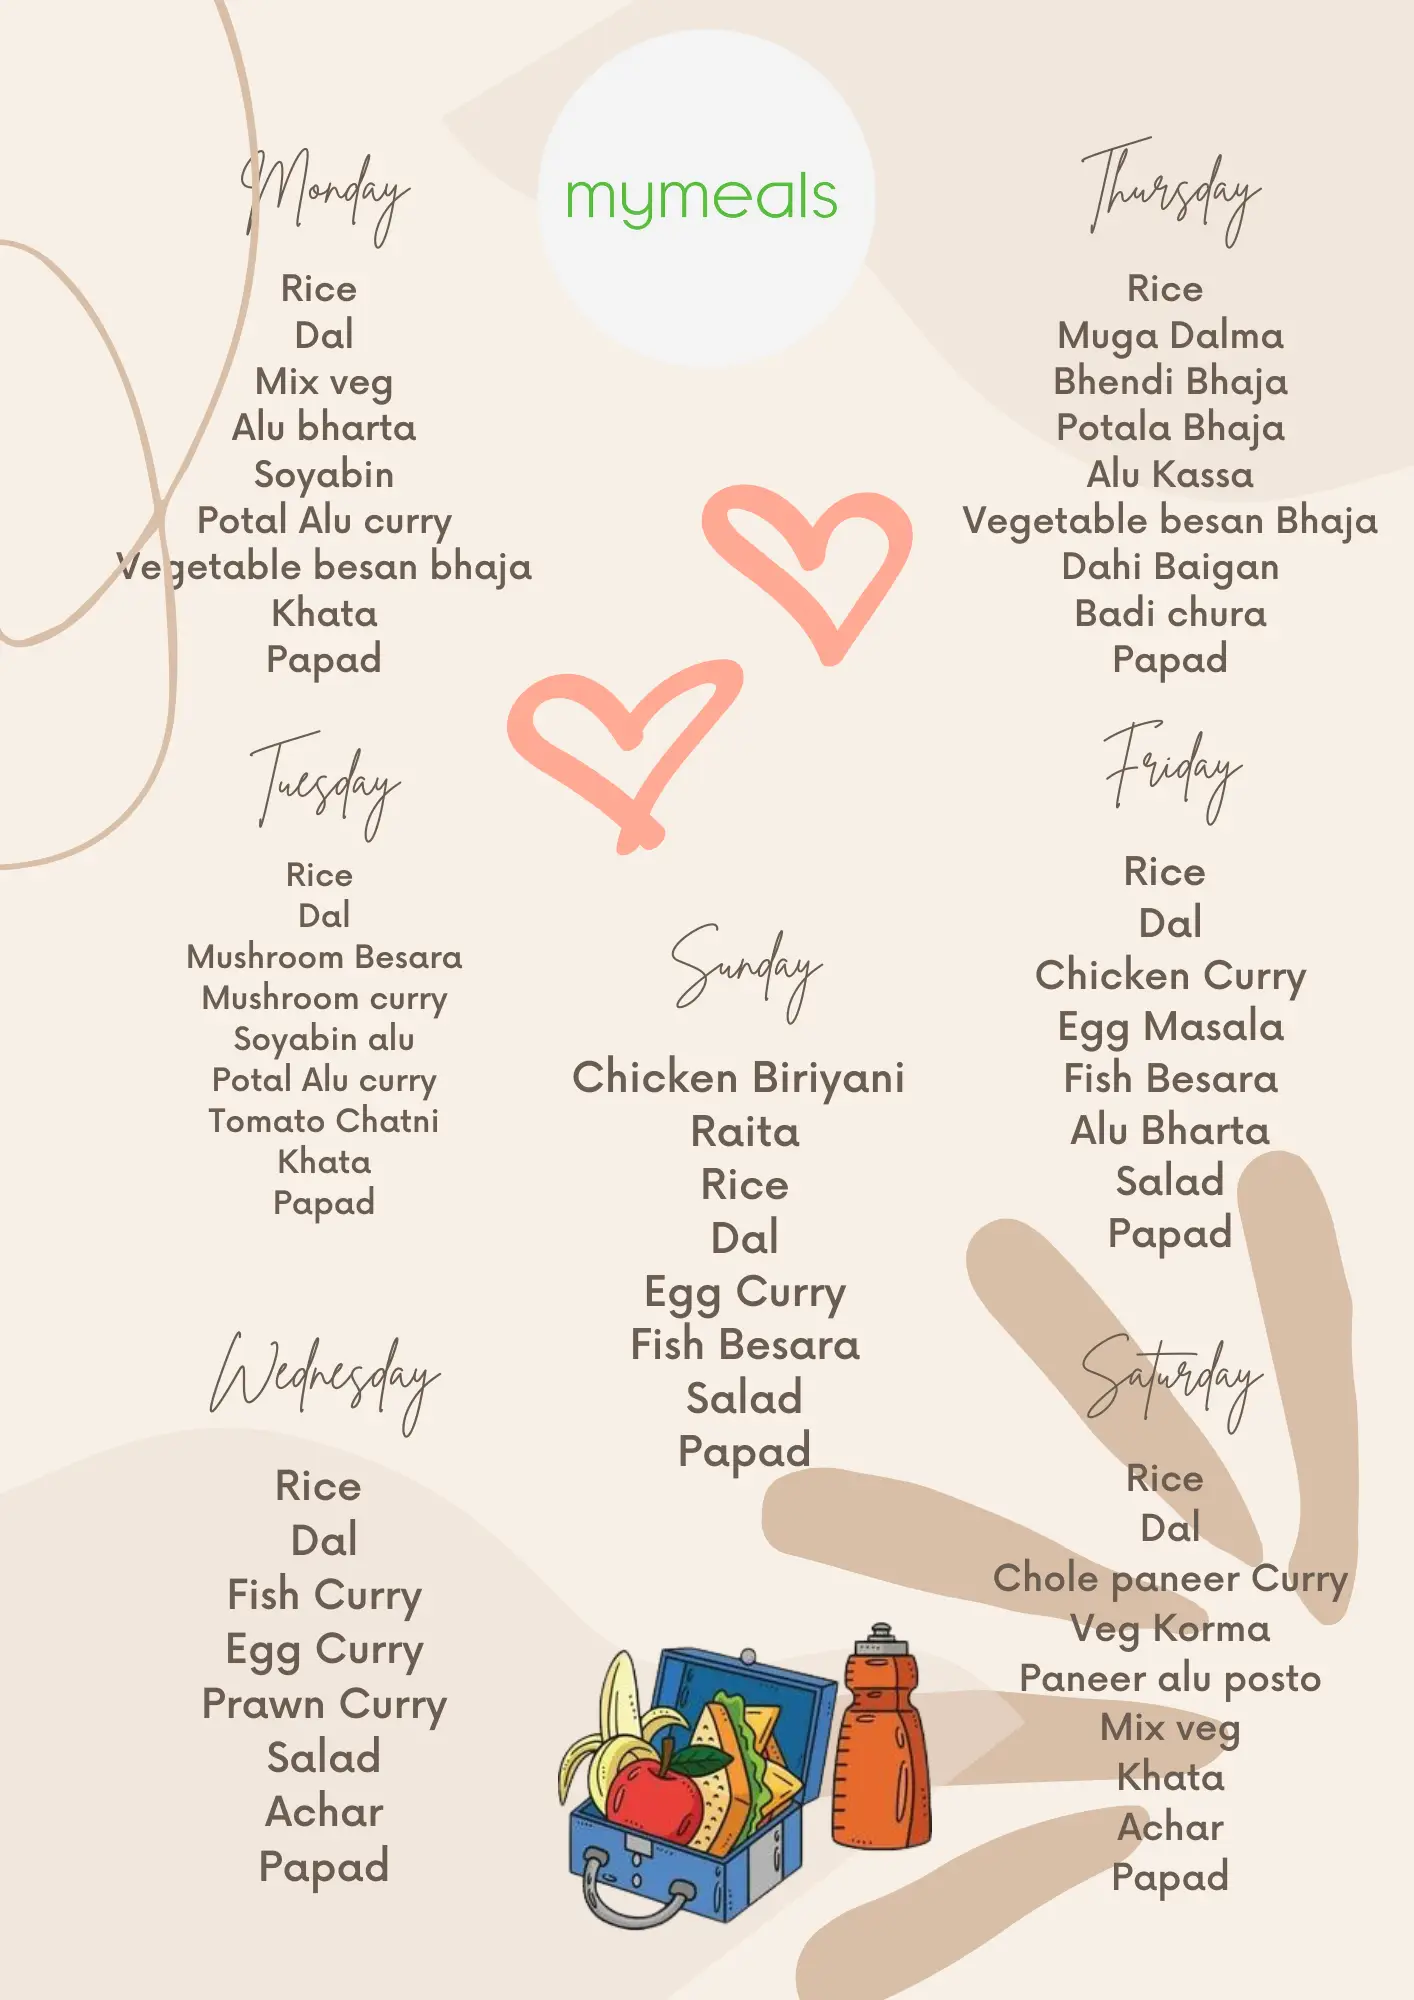 mymeals
Monday
Rice
Dal
Mix veg
Alu bharta
Soyabin
Potal Alu curry
Vegetable besan bhaja
Khata
Papad
Tuesday
Rice
Dal
Mushroom Besara
Mushroom curry
Soyabin alu
Potal Alu curry
Tomato Chatni
Khata
Papad
Wednesday
Rice
Dal
Fish Curry
Egg Curry
Prawn Curry
Salad
Achar
Papad
Sunday
Chicken Biriyani
Raita
Rice
Dal
Egg Curry
Fish Besara
Salad
Papad
Thursday
Rice
Muga Dalma
Bhendi Bhaja
Potala Bhaja
Alu Kassa
Vegetable besan Bhaja
Dahi Baigan
Badi chura
Papad
Friday
Rice
Dal
Chicken Curry
Egg Masala
Fish Besara
Alu Bharta
Salad
Papad
Saturday
Rice
Dal
Chole paneer Curry
Veg Korma
Paneer alu posto
Mix veg
Khata
Achar
Papad